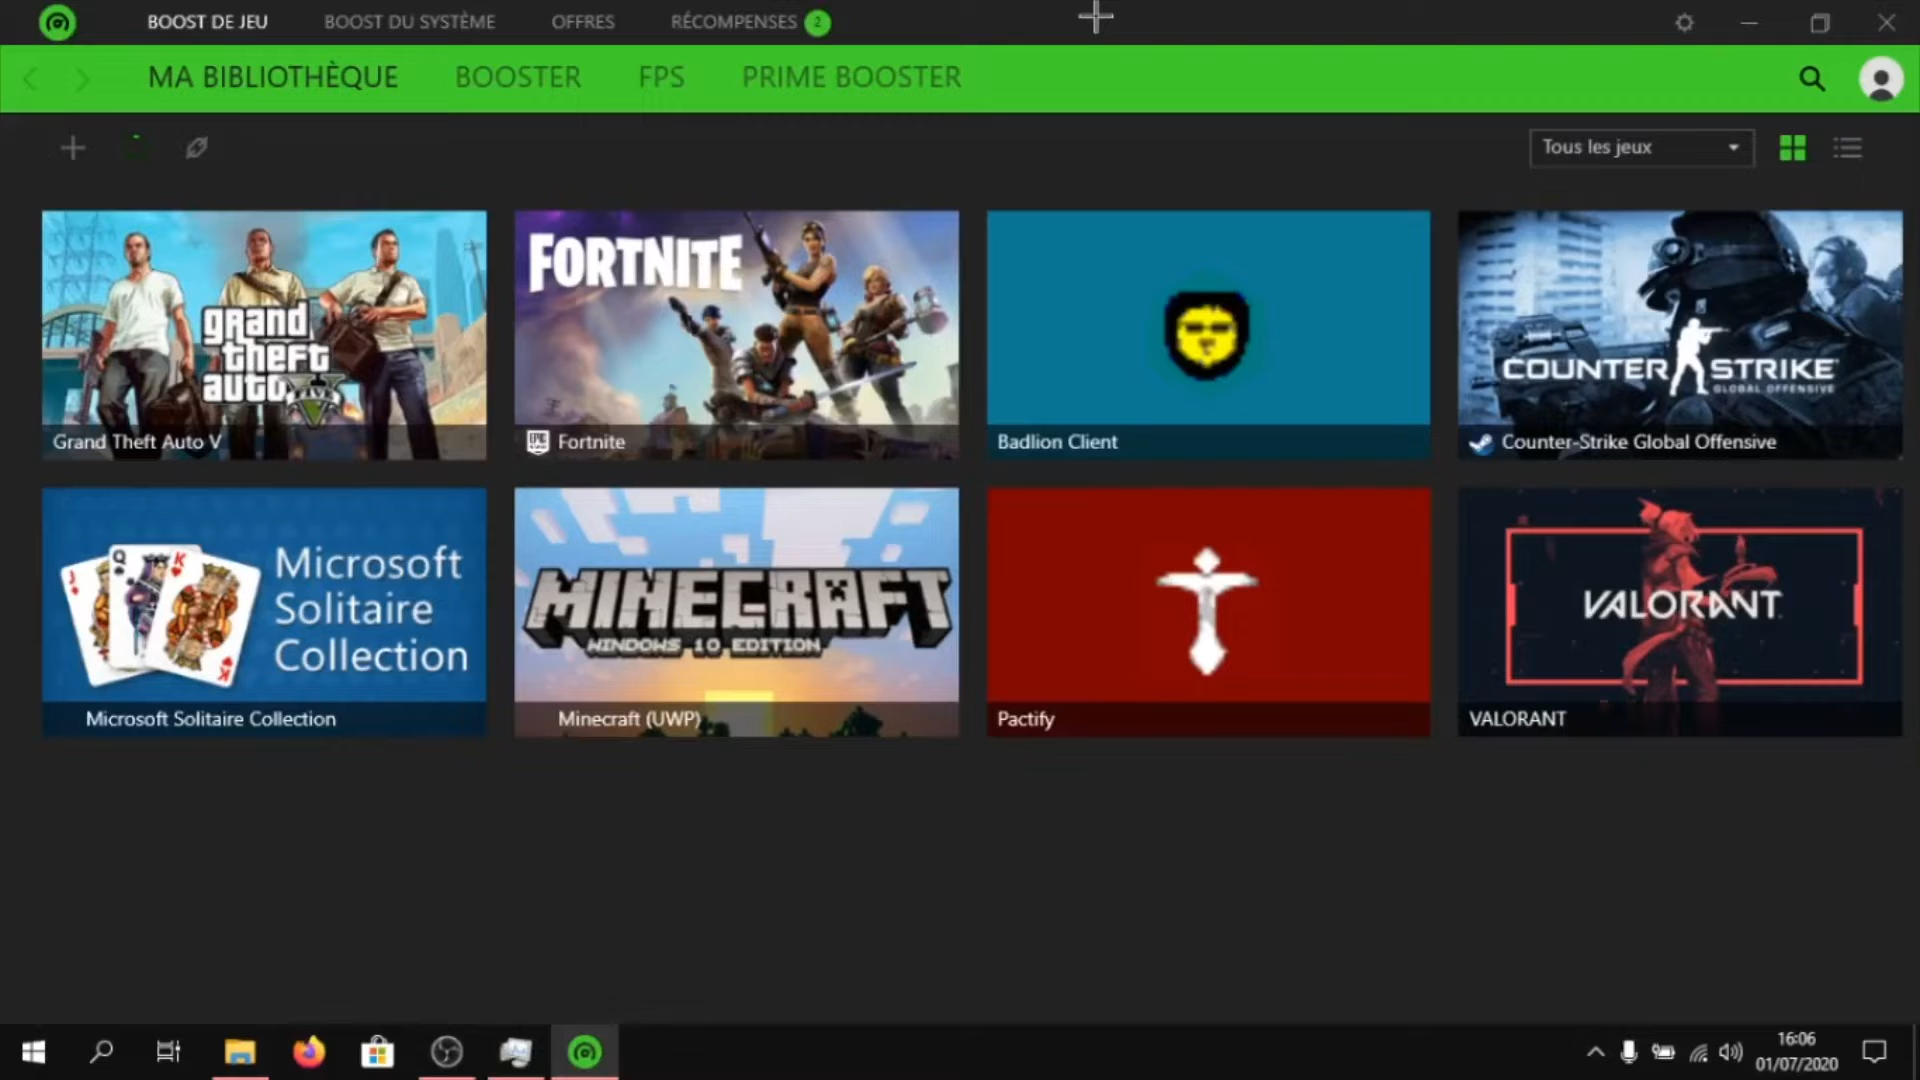 BOOST DE JEU BOOST DU SYSTÈME OFFRES RÉCOMPENSES 2
MA BIBLIOTHÈQUE BOOSTER FPS PRIME BOOSTER
Tous les jeux
grand
theft
auto
FIVE
Grand Theft Auto V
FORTNITE
EPIC
Fortnite
Badlion Client
COUNTER STRIKE
GLOBAL OFFENSIVE
Counter-Strike Global Offensive
J Q K K
Microsoft
Solitaire
Collection
Microsoft Solitaire Collection
MINECRAFT
WINDOWS 10 EDITION
Minecraft (UWP)
Pactify
VALORANT
VALORANT
16:06
01/07/2020